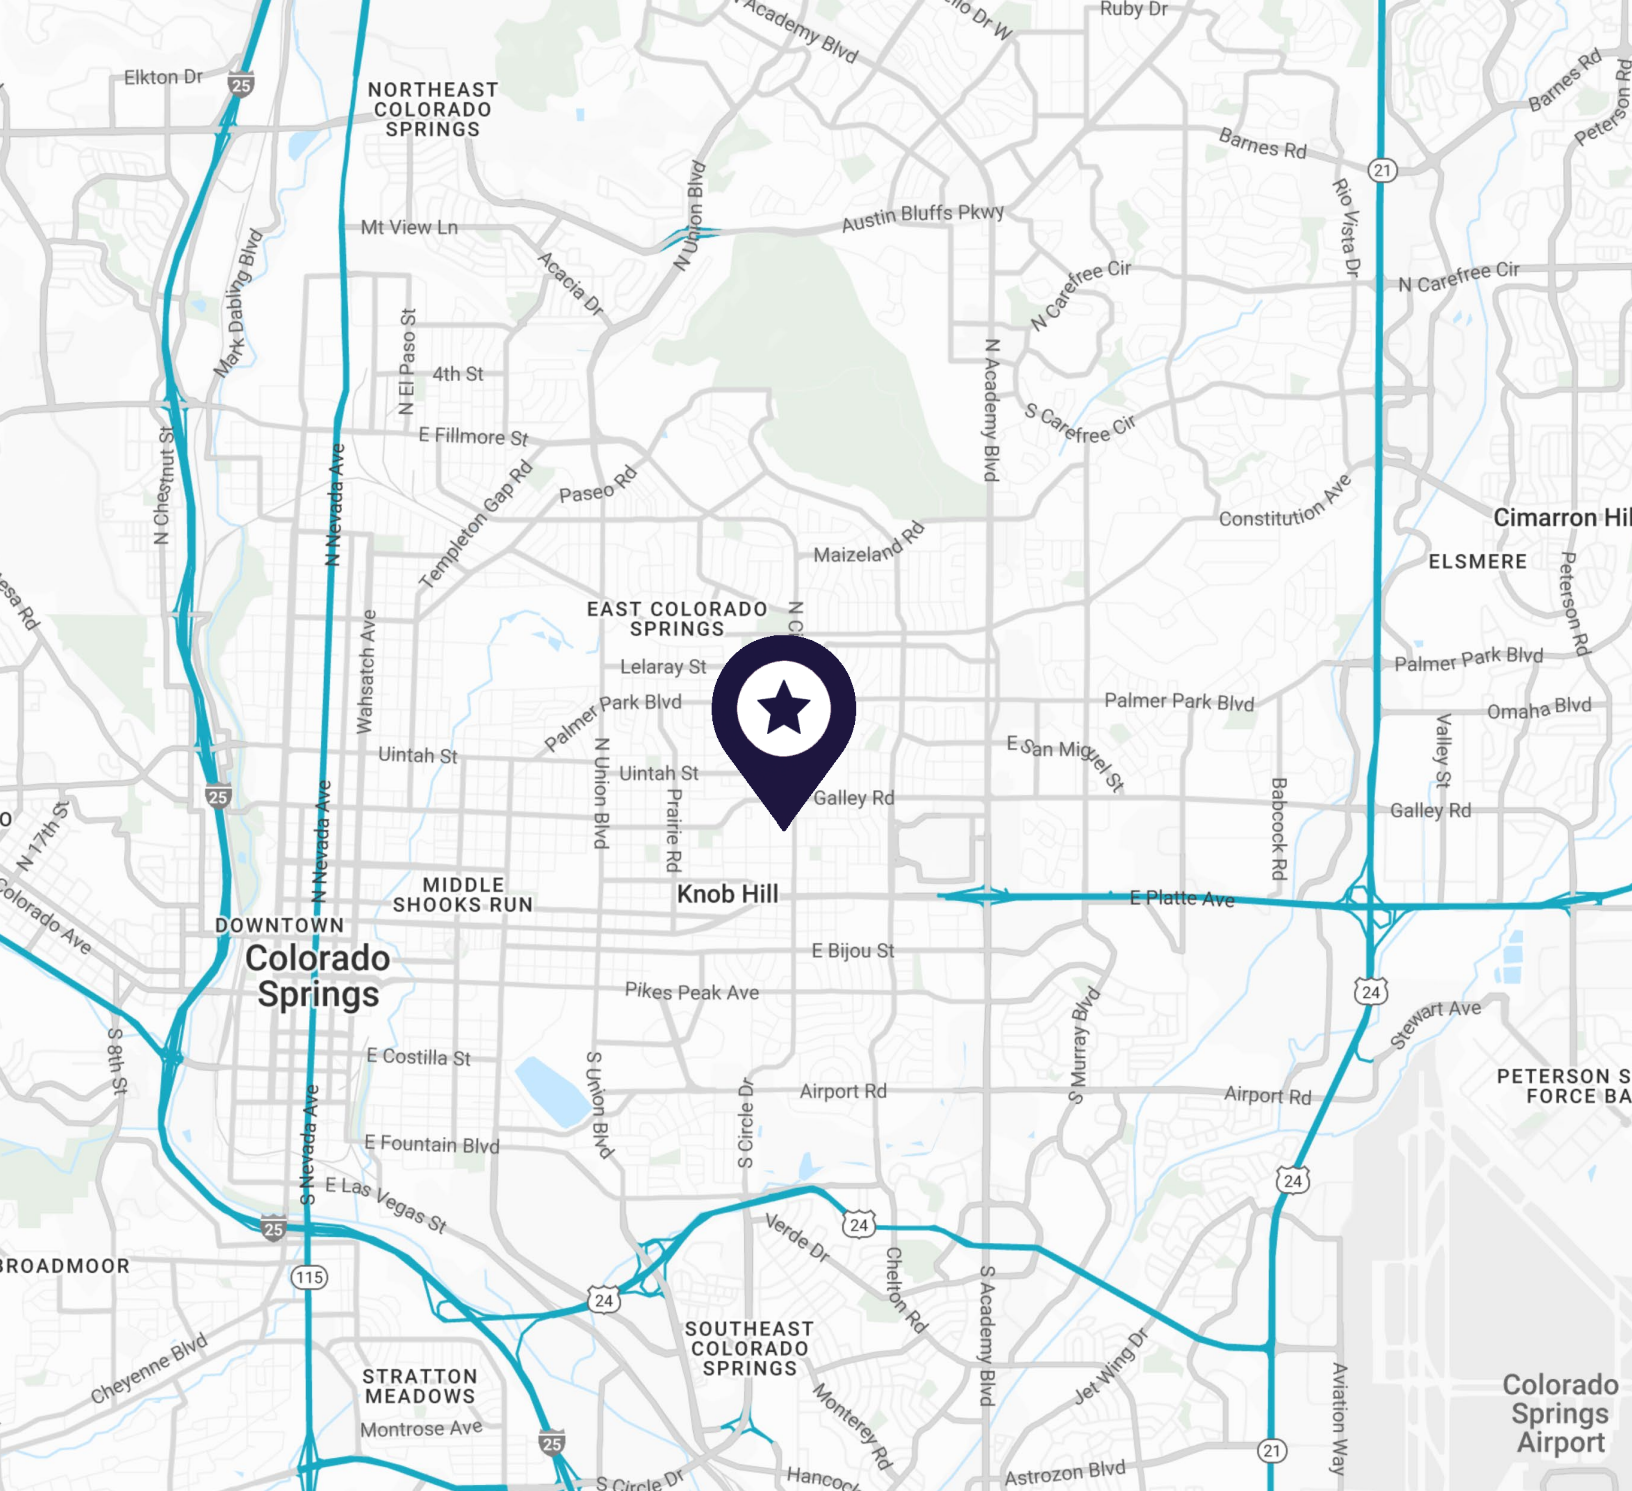 Ruby Dr
Academy Blvd
Dr W
Elkton Dr
25
NORTHEAST
COLORADO
SPRINGS
Barnes Rd
Peterson Rd
Barnes Rd
21
N Union Blvd
Rio Vista Dr
Mt View Ln
Austin Bluffs Pkwy
Mark Dabling Blvd
Acacia Dr
N Carefree Cir
N Carefree Cir
N El Paso St
4th St
N Academy Blvd
S Carefree Cir
E Fillmore St
N Chestnut St
N Nevada Ave
Templeton Gap Rd
Paseo Rd
Constitution Ave
Cimarron Hil
Maizeland Rd
ELSMERE
Peterson Rd
esa Rd
EAST COLORADO
SPRINGS
N Ci
Wahsatch Ave
Lelaray St
Palmer Park Blvd
Palmer Park Blvd
Palmer Park Blvd
Omaha Blvd
Uintah St
N Union Blvd
E San Miguel St
Valley St
Uintah St
Prairie Rd
Galley Rd
Babcock Rd
Galley Rd
25
N Nevada Ave
N 17th St
O
Colorado Ave
MIDDLE
SHOOKS RUN
Knob Hill
E Platte Ave
DOWNTOWN
Colorado
Springs
E Bijou St
Pikes Peak Ave
24
S Murray Blvd
Stewart Ave
S 8th St
E Costilla St
S Union Blvd
S Circle Dr
Airport Rd
Airport Rd
PETERSON S
FORCE BA
S Nevada Ave
E Fountain Blvd
E Las Vegas St
24
25
24
Verde Dr
BROADMOOR
115
24
Chelton Rd
S Academy Blvd
SOUTHEAST
COLORADO
SPRINGS
Cheyenne Blvd
STRATTON
MEADOWS
Jet Wing Dr
Aviation Way
Colorado
Springs
Airport
Montrose Ave
Monterey Rd
25
21
S Circle Dr
Hancock
Astrozon Blvd